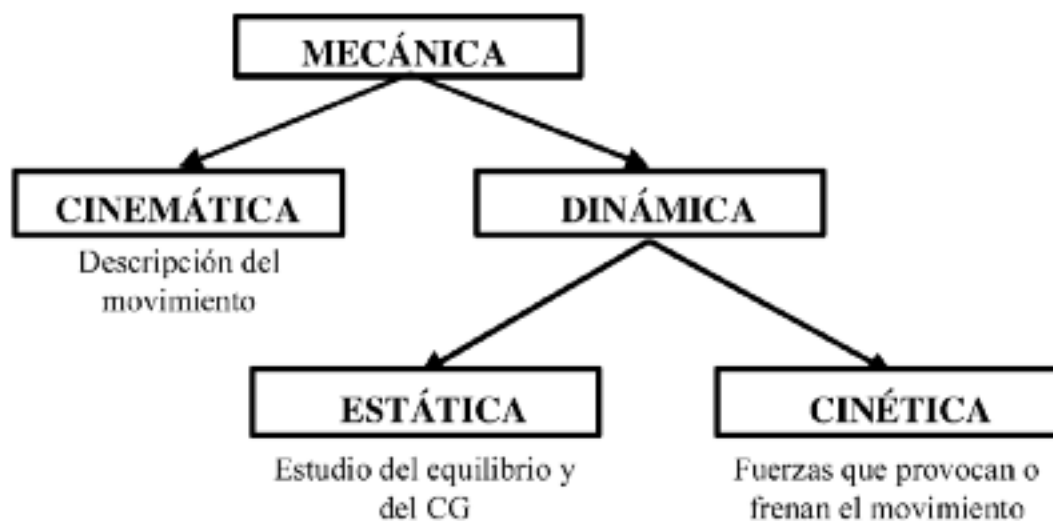 MECÁNICA
CINEMÁTICA
Descripción del
movimiento
DINÁMICA
ESTÁTICA
Estudio del equilibrio y
del CG
CINÉTICA
Fuerzas que provocan o
frenan el movimiento